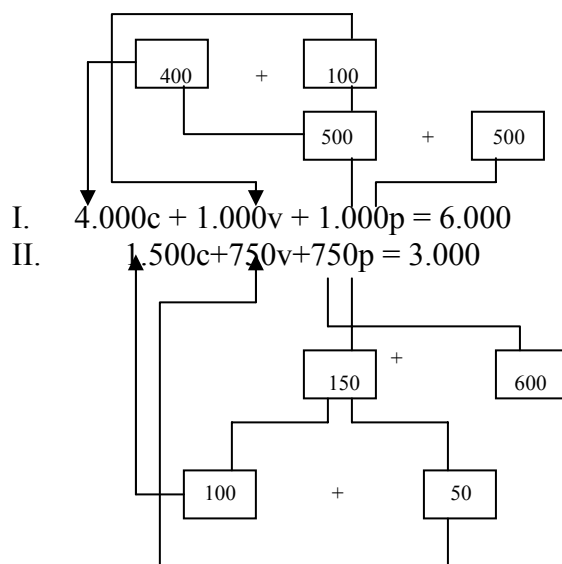 400 + 100
500 + 500
I. 4.000c + 1.000v + 1.000p = 6.000
II. 1.500c+750v+750p = 3.000
150 + 600
100 + 50